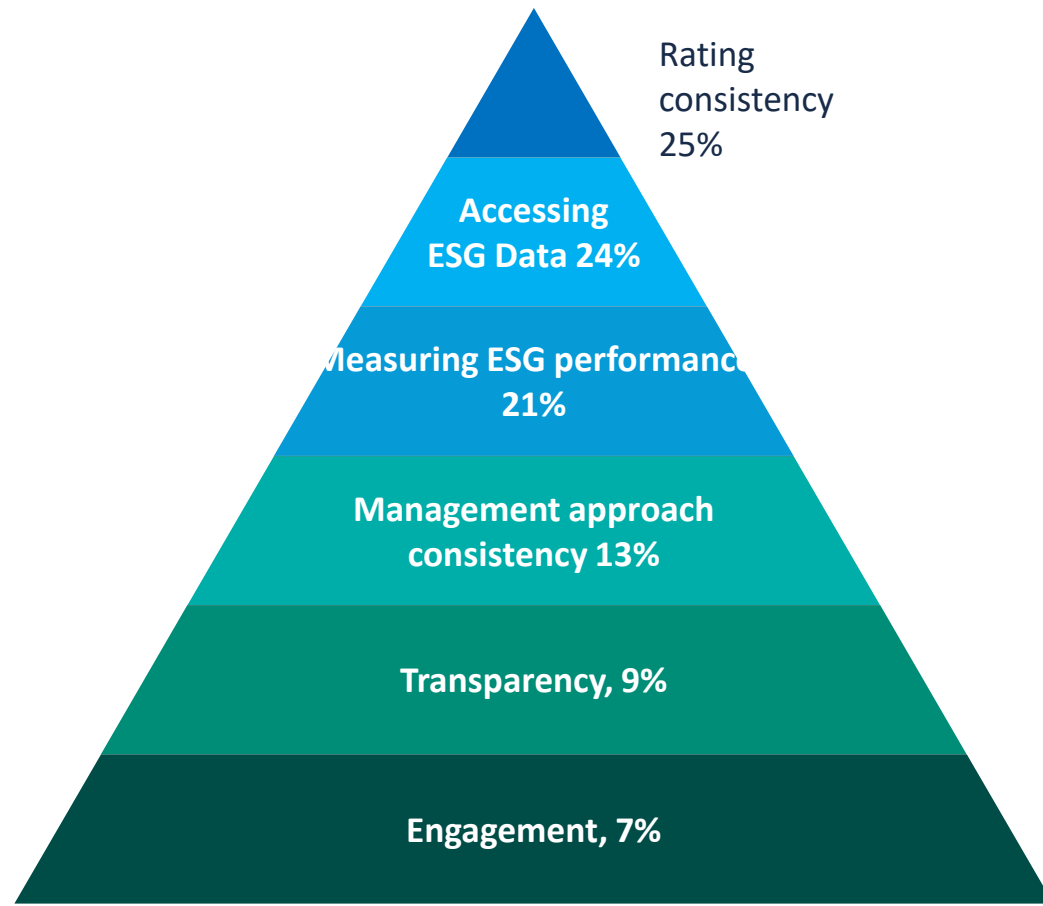 Rating
consistency
25%
Accessing
ESG Data 24%
Measuring ESG performance
21%
Management approach
consistency 13%
Transparency, 9%
Engagement, 7%